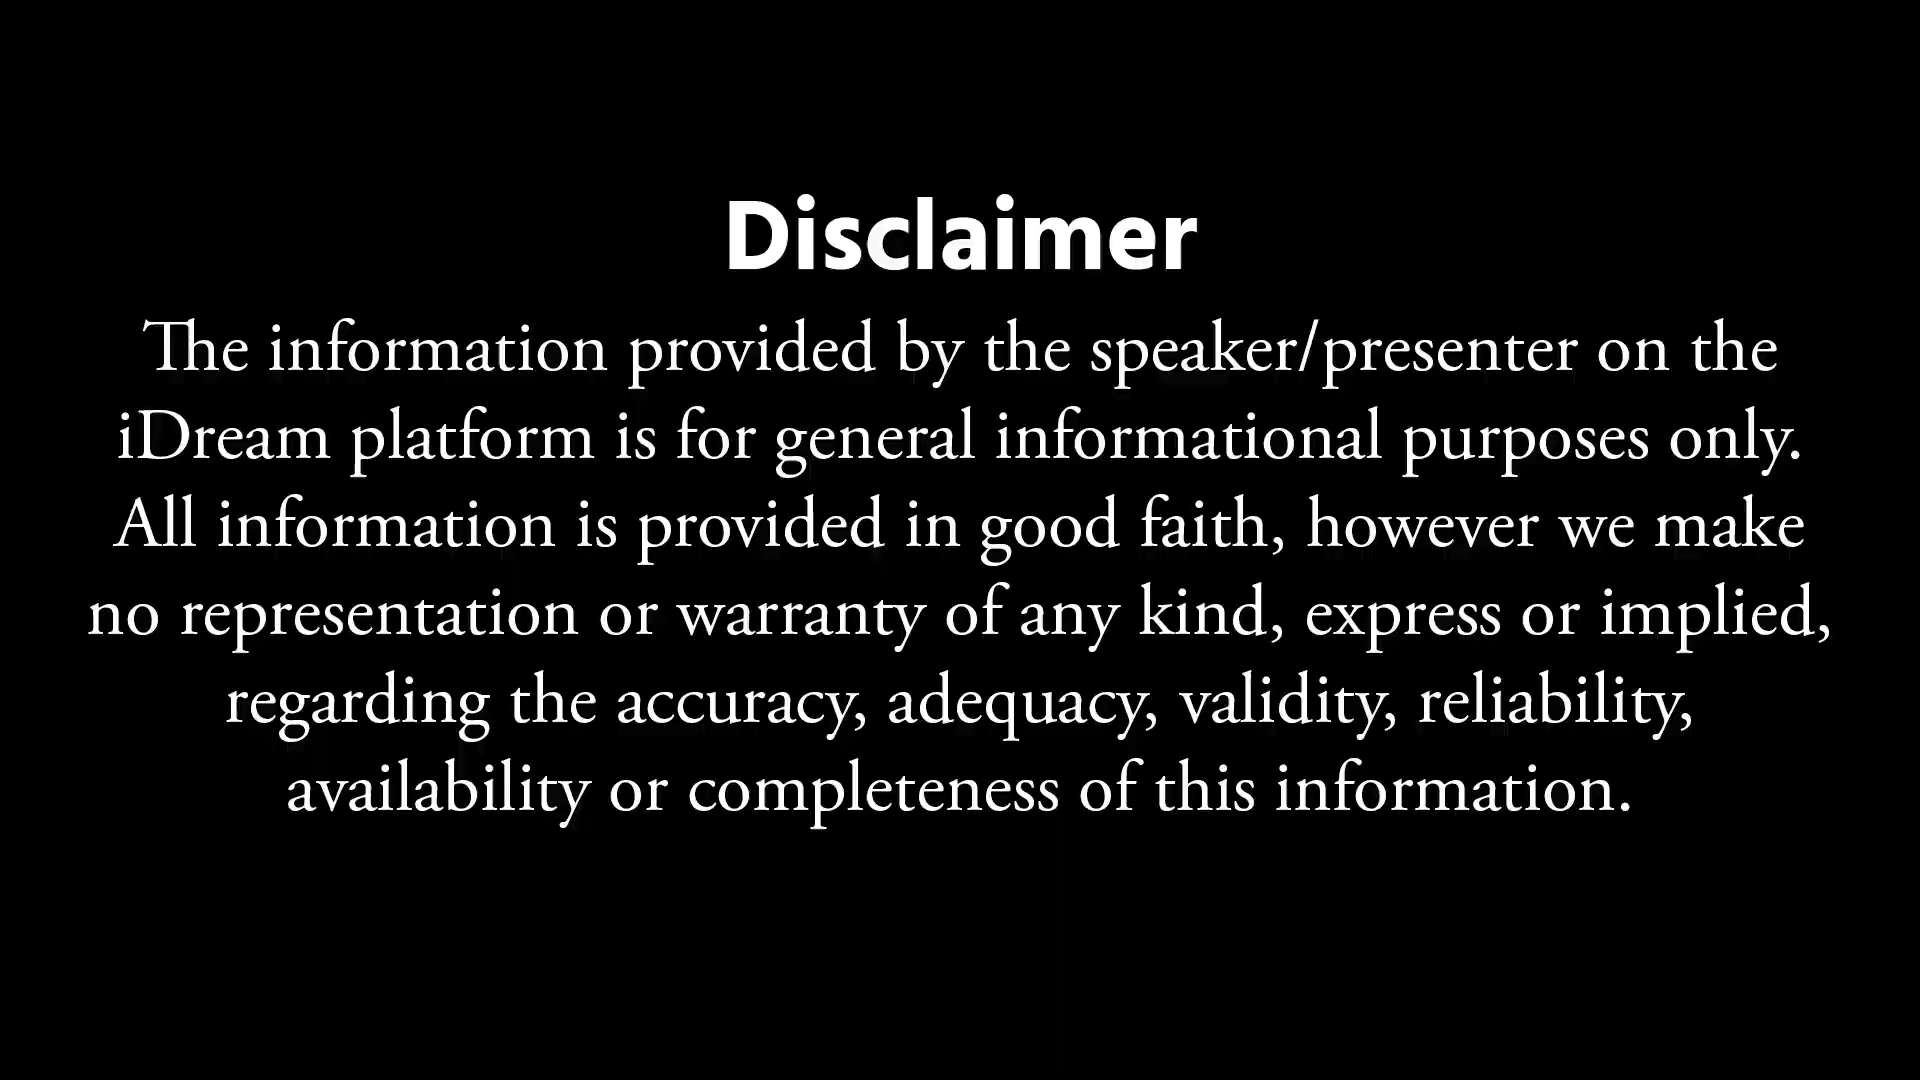 Disclaimer
The information provided by the speaker/presenter on the
iDream platform is for general informational purposes only.
All information is provided in good faith, however we make
no representation or warranty of any kind, express or implied,
regarding the accuracy, adequacy, validity, reliability,
availability or completeness of this information.